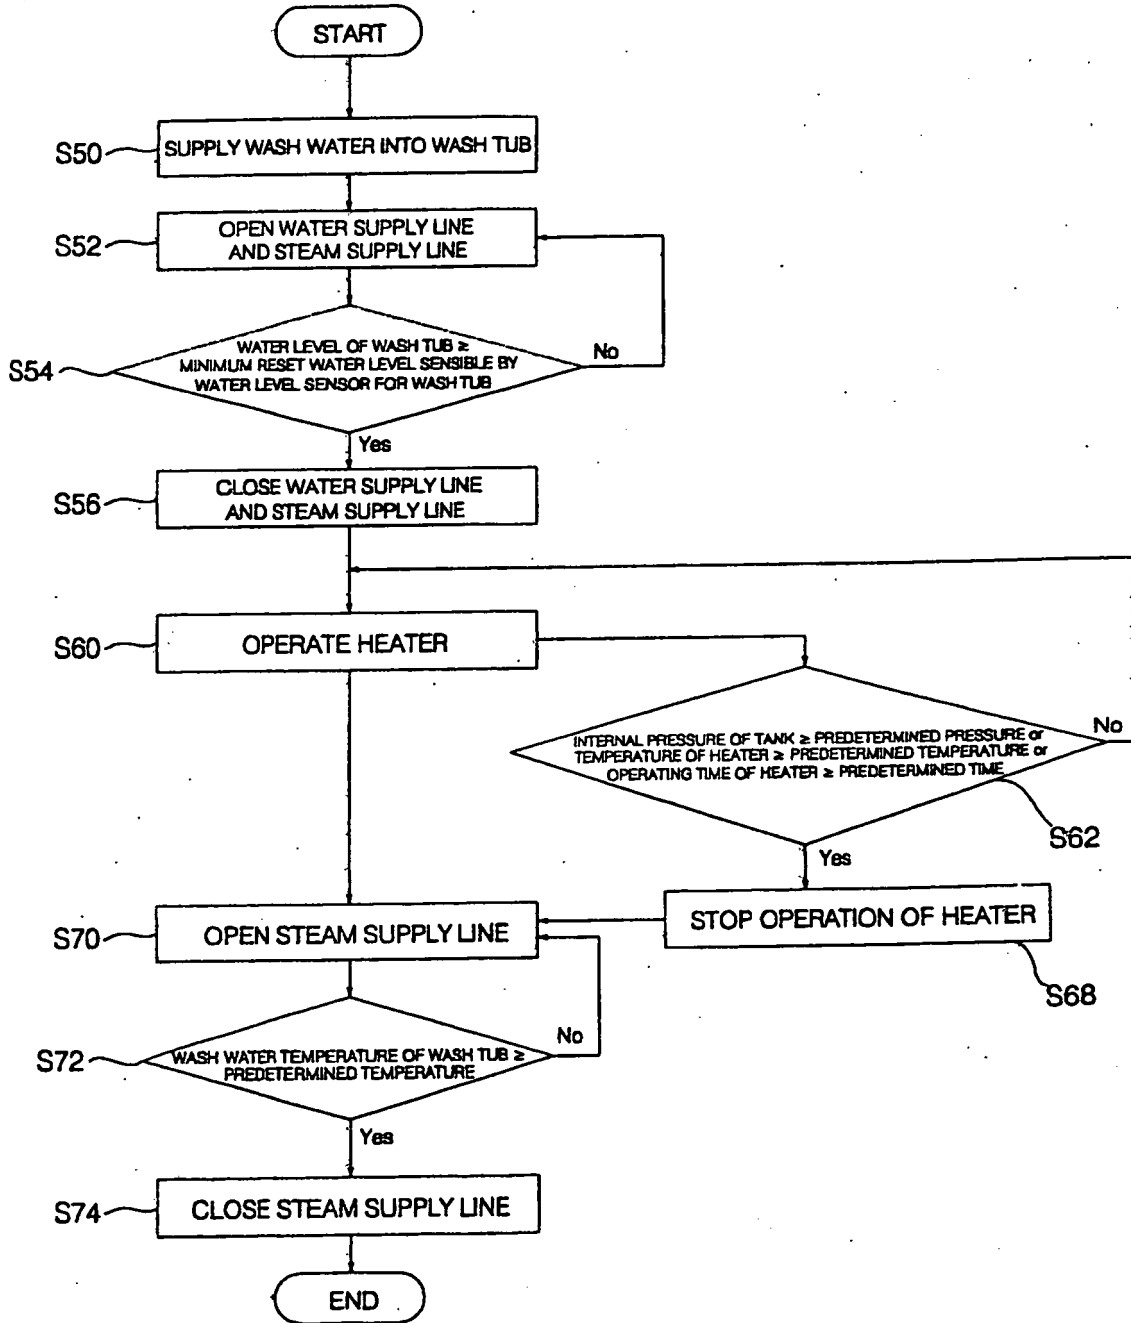 START
S50
SUPPLY WASH WATER INTO WASH TUB
S52
OPEN WATER SUPPLY LINE
AND STEAM SUPPLY LINE
S54
WATER LEVEL OF WASH TUB ≥
MINIMUM RESET WATER LEVEL SENSIBLE BY
WATER LEVEL SENSOR FOR WASH TUB
No
Yes
S56
CLOSE WATER SUPPLY LINE
AND STEAM SUPPLY LINE
S60
OPERATE HEATER
INTERNAL PRESSURE OF TANK ≥ PREDETERMINED PRESSURE or
TEMPERATURE OF HEATER ≥ PREDETERMINED TEMPERATURE or
OPERATING TIME OF HEATER ≥ PREDETERMINED TIME
No
S62
Yes
STOP OPERATION OF HEATER
S68
S70
OPEN STEAM SUPPLY LINE
S72
WASH WATER TEMPERATURE OF WASH TUB ≥
PREDETERMINED TEMPERATURE
No
Yes
S74
CLOSE STEAM SUPPLY LINE
END